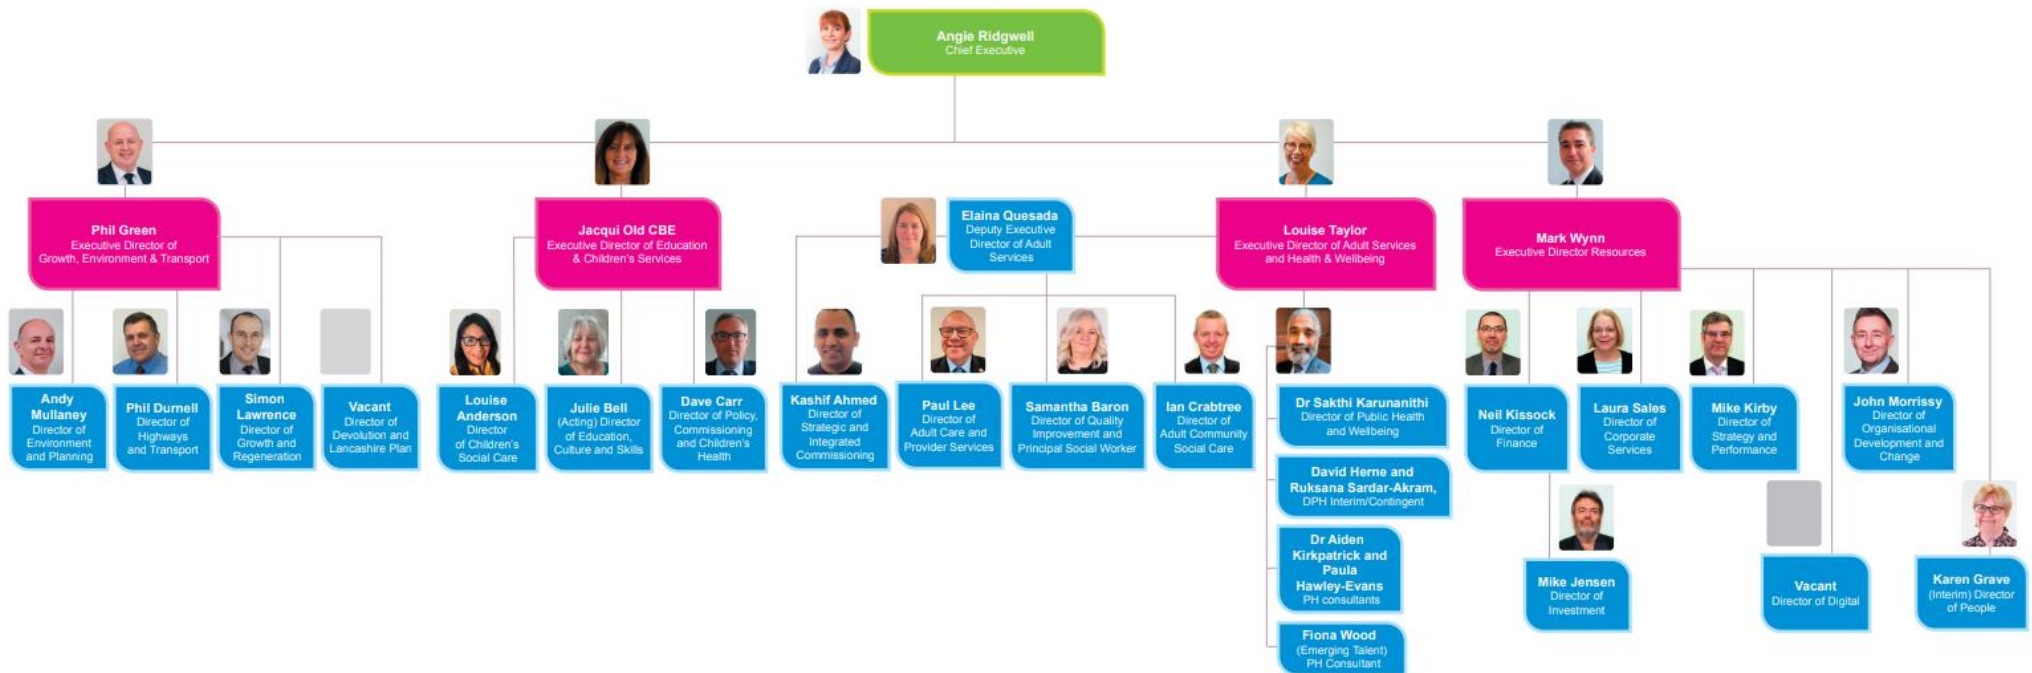 Angie Ridgwell
Chief Executive
Phil Green
Executive Director of
Growth, Environment & Transport
Jacqui Old CBE
Executive Director of Education
& Children's Services
Elaina Quesada
Deputy Executive
Director of Adult
Services
Louise Taylor
Executive Director of Adult Services
and Health & Wellbeing
Mark Wynn
Executive Director Resources
Andy
Mullaney
Director of
Environment
and Planning
Phil Durnell
Director of
Highways
and Transport
Simon
Lawrence
Director of
Growth and
Regeneration
Vacant
Director of
Devolution and
Lancashire Plan
Louise
Anderson
Director
of Children's
Social Care
Julie Bell
(Acting) Director
of Education,
Culture and Skills
Dave Carr
Director of Policy,
Commissioning
and Children's
Health
Kashif Ahmed
Director of
Strategic and
Integrated
Commissioning
Paul Lee
Director of
Adult Care and
Provider Services
Samantha Baron
Director of Quality
Improvement and
Principal Social Worker
Ian Crabtree
Director of
Adult Community
Social Care
Dr Sakthi Karunanithi
Director of Public Health
and Wellbeing
David Herne and
Ruksana Sardar-Akram,
DPH Interim/Contingent
Dr Aiden
Kirkpatrick and
Paula
Hawley-Evans
PH consultants
Fiona Wood
(Emerging Talent)
PH Consultant
Neil Kissock
Director of
Finance
Laura Sales
Director of
Corporate
Services
Mike Kirby
Director of
Strategy and
Performance
John Morrissy
Director of
Organisational
Development and
Change
Mike Jensen
Director of
Investment
Vacant
Director of Digital
Karen Grave
(Interim) Director
of People